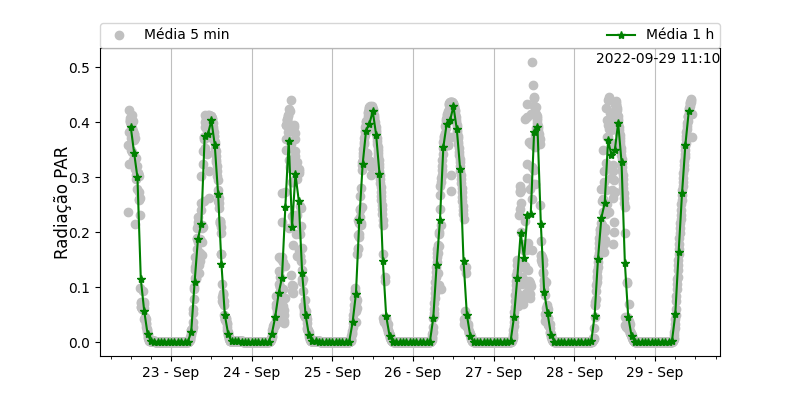 Média 5 min
Média 1 h
2022-09-29 11:10
Radiação PAR
0.5
0.4
0.3
0.2
0.1
0.0
23 - Sep
24 - Sep
25 - Sep
26 - Sep
27 - Sep
28 - Sep
29 - Sep